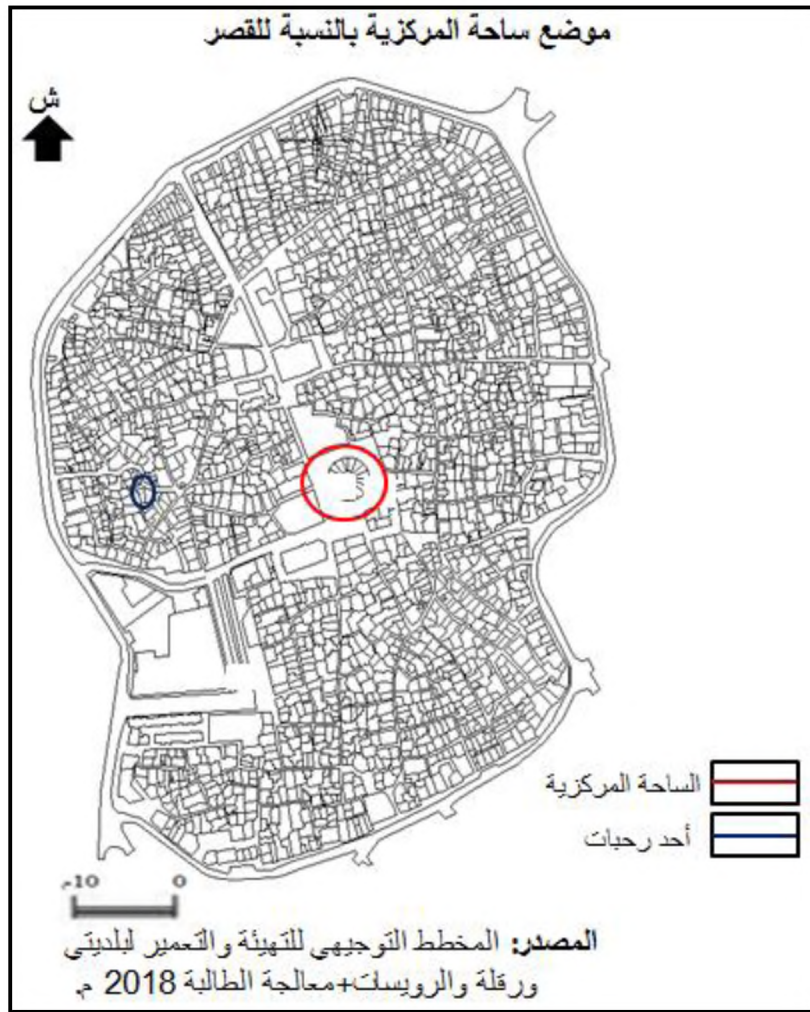 موضع ساحة المركزية بالنسبة للقصر
ش
الساحة المركزية
أحد رحبات
0 10م
المصدر: المخطط التوجيهي للتهيئة والتعمير لبلديتي
ورقلة والرويسات+معالجة الطالبة 2018 م.